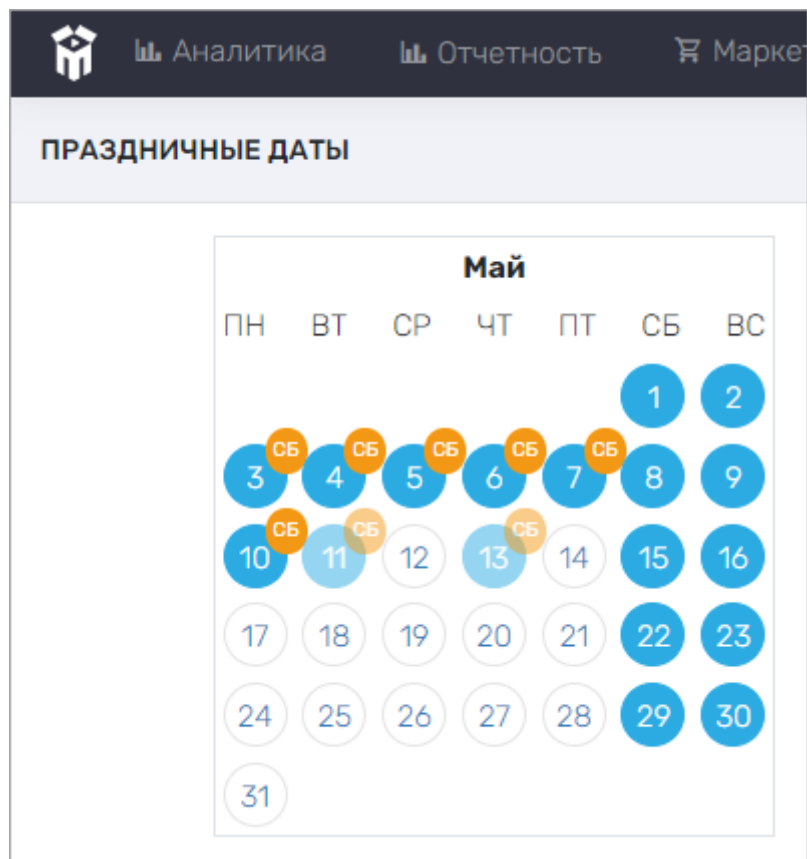 Аналитика Отчетность Марке
ПРАЗДНИЧНЫЕ ДАТЫ
Май
ПН ВТ СР ЧТ ПТ СБ ВС
1 2
СБ СБ СБ СБ СБ
3 4 5 6 7 8 9
СБ СБ СБ
10 11 12 13 14 15 16
17 18 19 20 21 22 23
24 25 26 27 28 29 30
31